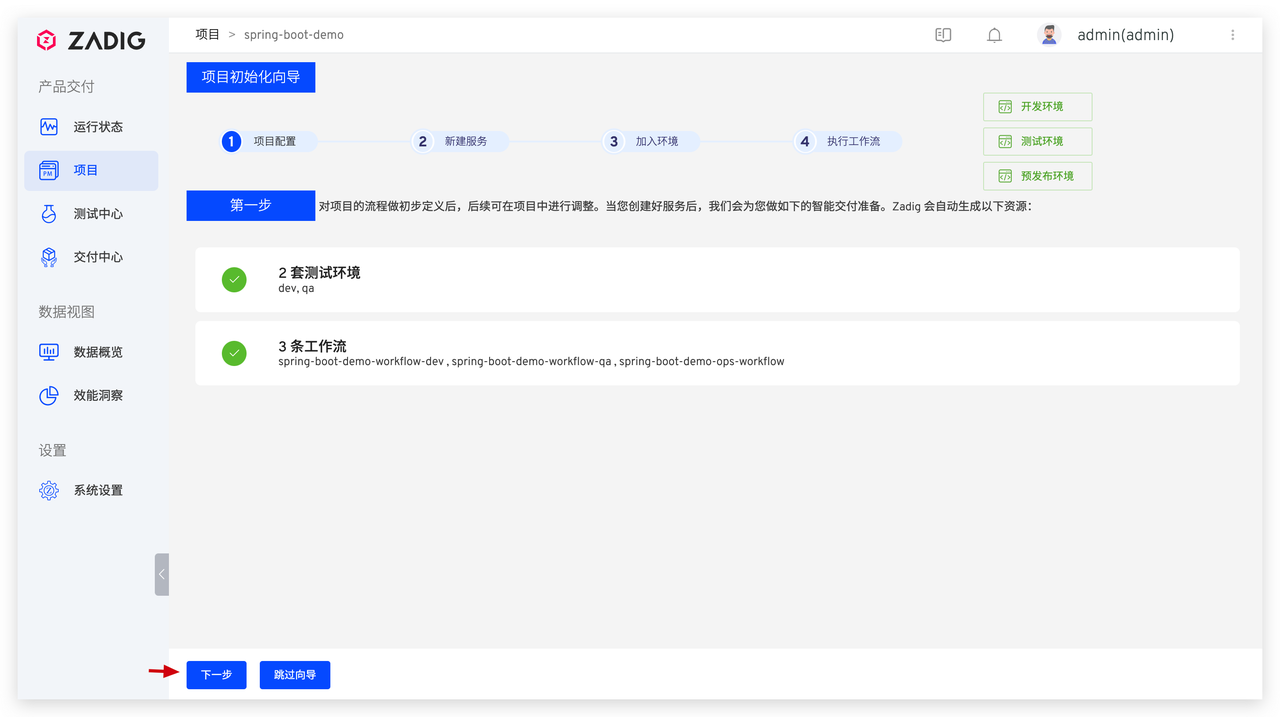 ZADIG
项目 > spring-boot-demo
admin(admin)
产品交付
运行状态
PM
项目
测试中心
交付中心
数据视图
数据概览
效能洞察
设置
系统设置
项目初始化向导
1 项目配置
2 新建服务
3 加入环境
4 执行工作流
开发环境
测试环境
预发布环境
第一步 对项目的流程做初步定义后，后续可在项目中进行调整。当您创建好服务后，我们会为您做如下的智能交付准备。Zadig 会自动生成以下资源：
2 套测试环境
dev, qa
3 条工作流
spring-boot-demo-workflow-dev , spring-boot-demo-workflow-qa , spring-boot-demo-ops-workflow
下一步
跳过向导